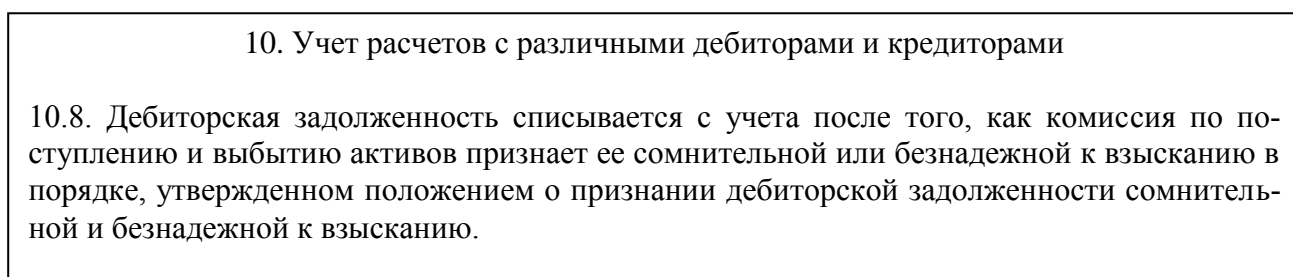 10. Учет расчетов с различными дебиторами и кредиторами
10.8. Дебиторская задолженность списывается с учета после того, как комиссия по по-
ступлению и выбытию активов признает ее сомнительной или безнадежной к взысканию в
порядке, утвержденном положением о признании дебиторской задолженности сомнитель-
ной и безнадежной к взысканию.